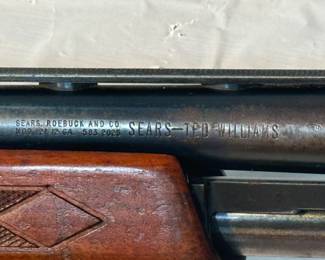 SEARS, ROEBUCK AND CO. SEARS—TED WILLIAMS
MOD. 21 12 GA. 583 2025